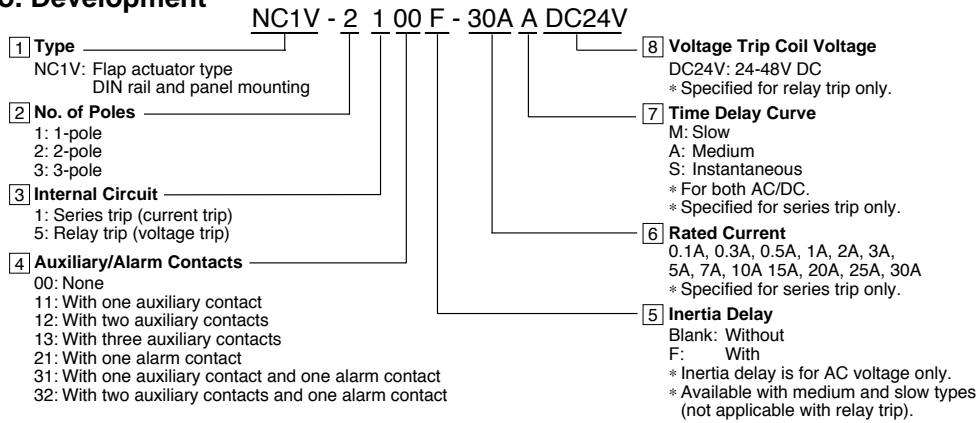 Development
NC1V - 2 1 00 F - 30A A DC24V
1 Type
NC1V: Flap actuator type
DIN rail and panel mounting
2 No. of Poles
1: 1-pole
2: 2-pole
3: 3-pole
3 Internal Circuit
1: Series trip (current trip)
5: Relay trip (voltage trip)
4 Auxiliary/Alarm Contacts
00: None
11: With one auxiliary contact
12: With two auxiliary contacts
13: With three auxiliary contacts
21: With one alarm contact
31: With one auxiliary contact and one alarm contact
32: With two auxiliary contacts and one alarm contact
8 Voltage Trip Coil Voltage
DC24V: 24-48V DC
* Specified for relay trip only.
7 Time Delay Curve
M: Slow
A: Medium
S: Instantaneous
* For both AC/DC.
* Specified for series trip only.
6 Rated Current
0.1A, 0.3A, 0.5A, 1A, 2A, 3A,
5A, 7A, 10A 15A, 20A, 25A, 30A
* Specified for series trip only.
5 Inertia Delay
Blank: Without
F: With
* Inertia delay is for AC voltage only.
* Available with medium and slow types
(not applicable with relay trip).